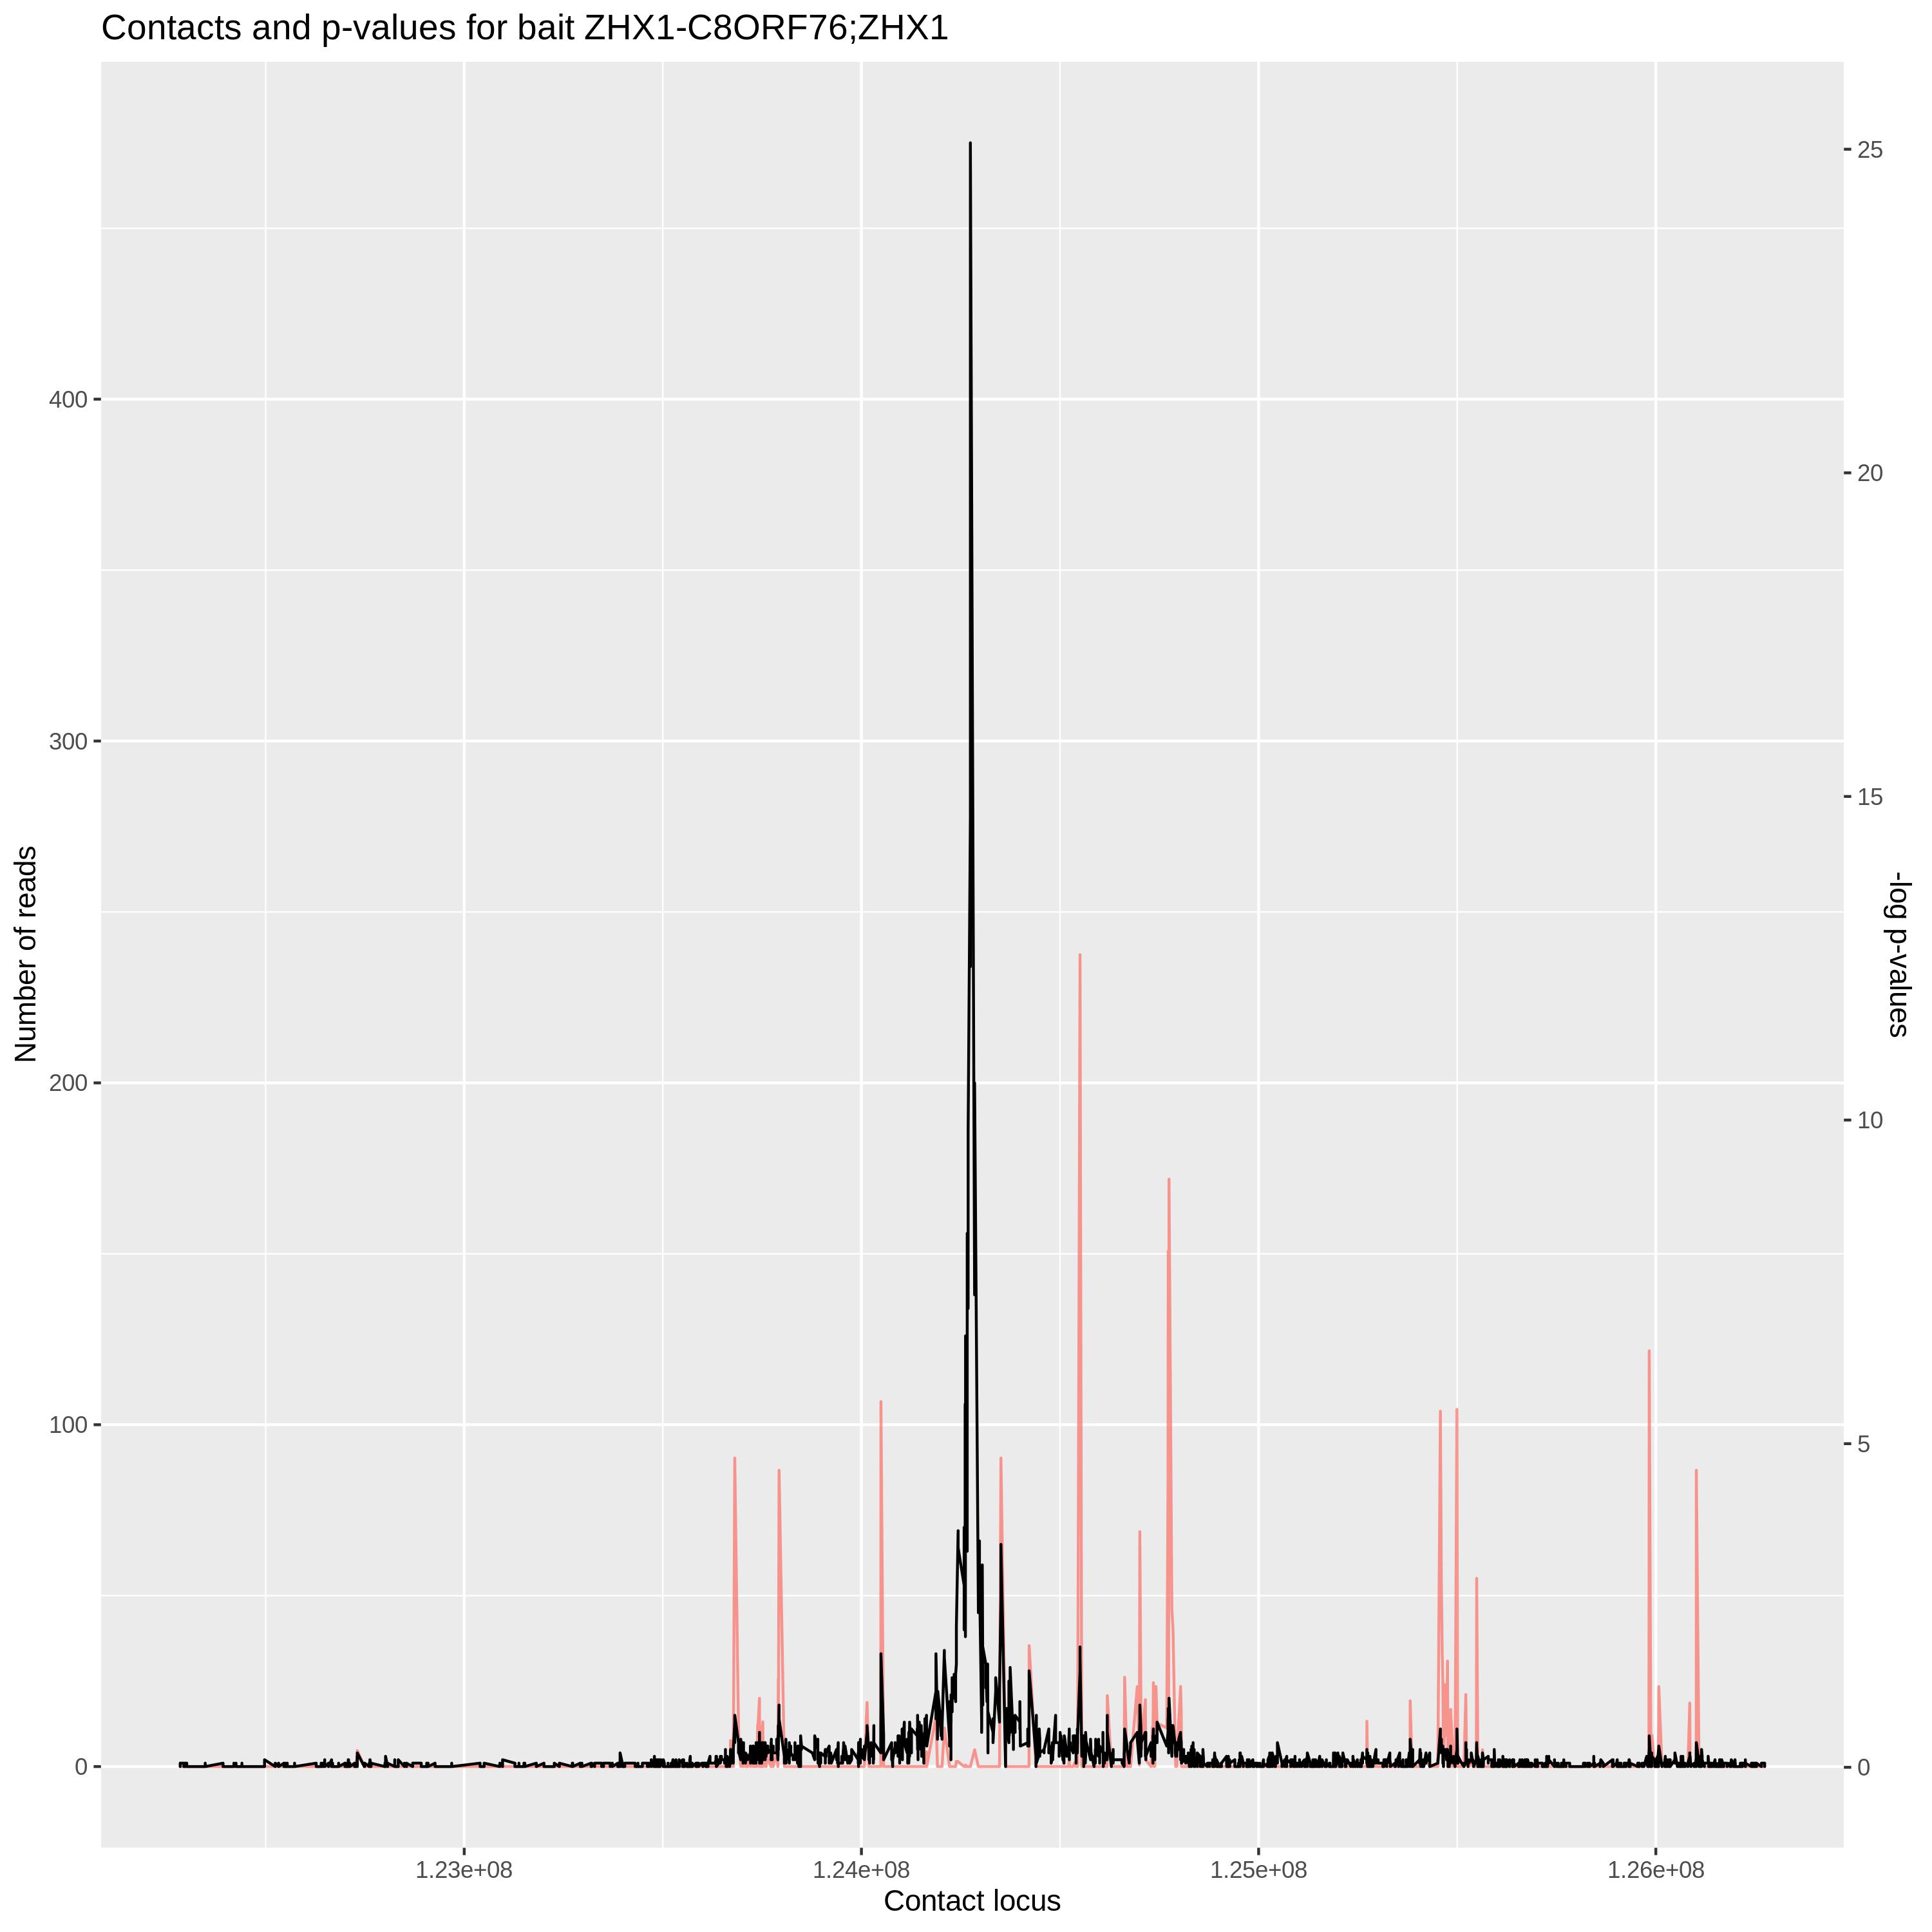 Contacts and p-values for bait ZHX1-C8ORF76;ZHX1
400
300
200
100
0
Number of reads
25
20
15
10
5
0
-log p-values
1.23e+08
1.24e+08
1.25e+08
1.26e+08
Contact locus